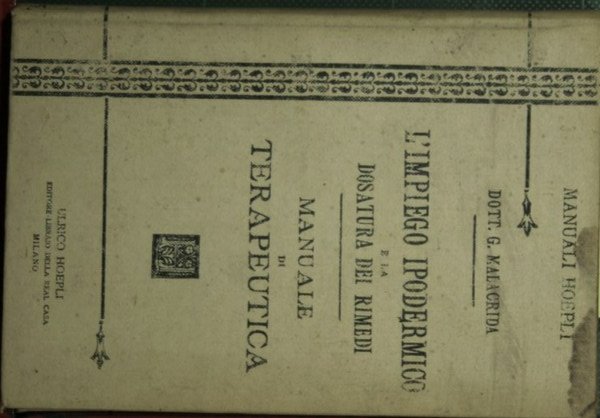 MANUALI HOEPLI
DOTT. G. MALACRIDA
L'IMPIEGO IPODERMICO
E LA
DOSATURA DEI RIMEDI
MANUALE
DI
TERAPEUTICA
ULRICO HOEPLI
EDITORE-LIBRAIO DELLA REAL CASA
MILANO